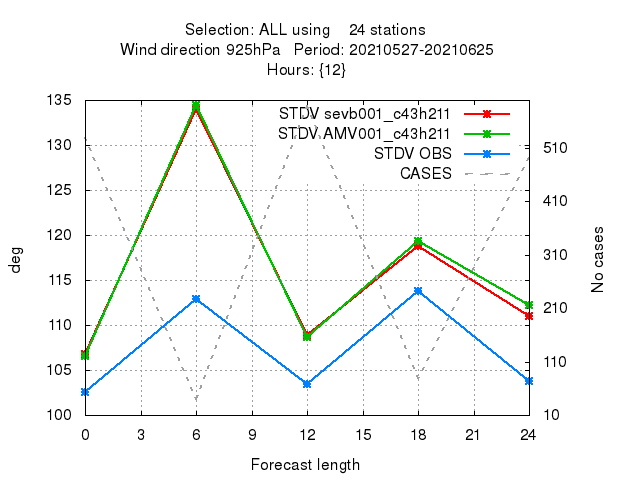 Selection: ALL using 24 stations
Wind direction 925hPa Period: 20210527-20210625
Hours: {12}
STDV sevb001_c43h211
STDV AMV001_c43h211
STDV OBS
CASES
135
130
125
120
115
110
105
100
deg
510
410
310
210
110
10
No cases
0 3 6 9 12 15 18 21 24
Forecast length